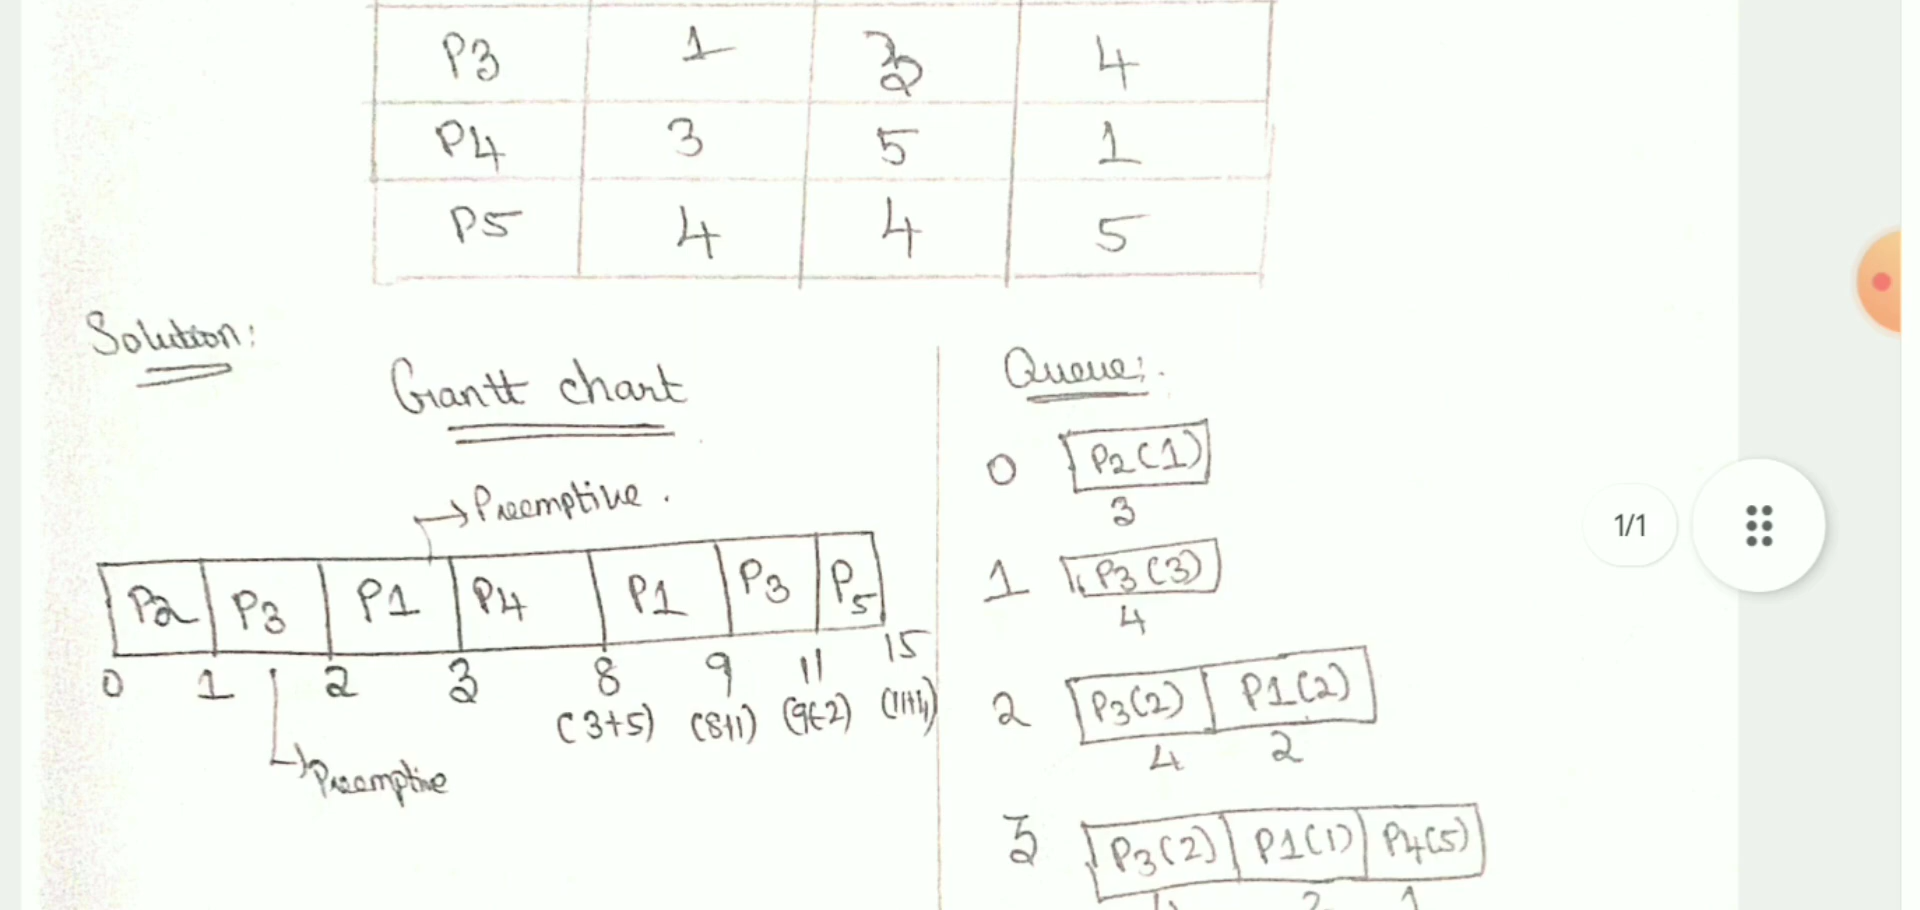 P3 1 3 4
P4 3 5 1
P5 4 4 5
Solution:
Gantt chart
Preemptive.
P2 P3 P1 P4 P1 P3 P5
0 1 2 3 8 9 11 15
(3+5) (8+1) (9+2) (11+4)
Preemptive
Queue:
0 P2(1)
3
1 P3(3)
4
2 P3(2) P1(2)
4 2
3 P3(2) P1(1) P4(5)
1/1